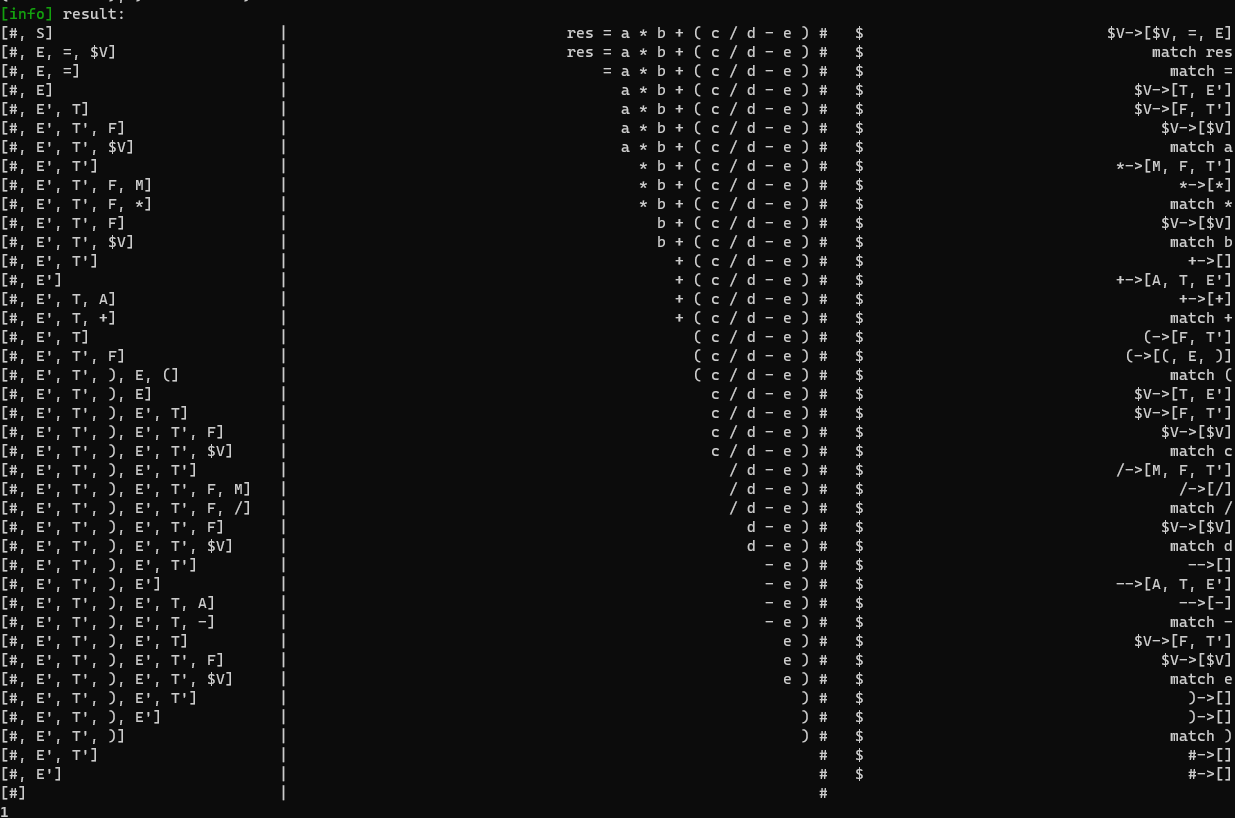 [info] result:
[#, S] | res = a * b + ( c / d - e ) # $ $V->[$V, =, E]
[#, E, =, $V] | res = a * b + ( c / d - e ) # $ match res
[#, E, =] | = a * b + ( c / d - e ) # $ match =
[#, E] | a * b + ( c / d - e ) # $ $V->[T, E']
[#, E', T] | a * b + ( c / d - e ) # $ $V->[F, T']
[#, E', T', F] | a * b + ( c / d - e ) # $ $V->[$V]
[#, E', T', $V] | a * b + ( c / d - e ) # $ match a
[#, E', T'] | * b + ( c / d - e ) # $ *->[M, F, T']
[#, E', T', F, M] | * b + ( c / d - e ) # $ *->[*]
[#, E', T', F, *] | * b + ( c / d - e ) # $ match *
[#, E', T', F] | b + ( c / d - e ) # $ $V->[$V]
[#, E', T', $V] | b + ( c / d - e ) # $ match b
[#, E', T'] | + ( c / d - e ) # $ +->[]
[#, E'] | + ( c / d - e ) # $ +->[A, T, E']
[#, E', T, A] | + ( c / d - e ) # $ +->[+]
[#, E', T, +] | + ( c / d - e ) # $ match +
[#, E', T] | ( c / d - e ) # $ (->[F, T']
[#, E', T', F] | ( c / d - e ) # $ (->[(, E, )]
[#, E', T', ), E, (] | ( c / d - e ) # $ match (
[#, E', T', ), E] | c / d - e ) # $ $V->[T, E']
[#, E', T', ), E', T] | c / d - e ) # $ $V->[F, T']
[#, E', T', ), E', T', F] | c / d - e ) # $ $V->[$V]
[#, E', T', ), E', T', $V] | c / d - e ) # $ match c
[#, E', T', ), E', T'] | / d - e ) # $ /->[M, F, T']
[#, E', T', ), E', T', F, M] | / d - e ) # $ /->[/]
[#, E', T', ), E', T', F, /] | / d - e ) # $ match /
[#, E', T', ), E', T', F] | d - e ) # $ $V->[$V]
[#, E', T', ), E', T', $V] | d - e ) # $ match d
[#, E', T', ), E', T'] | - e ) # $ -->[]
[#, E', T', ), E'] | - e ) # $ -->[A, T, E']
[#, E', T', ), E', T, A] | - e ) # $ -->[-]
[#, E', T', ), E', T, -] | - e ) # $ match -
[#, E', T', ), E', T] | e ) # $ $V->[F, T']
[#, E', T', ), E', T', F] | e ) # $ $V->[$V]
[#, E', T', ), E', T', $V] | e ) # $ match e
[#, E', T', ), E', T'] | ) # $ )->[]
[#, E', T', ), E'] | ) # $ )->[]
[#, E', T', )] | ) # $ match )
[#, E', T'] | # $ #->[]
[#, E'] | # $ #->[]
[#] | #
1